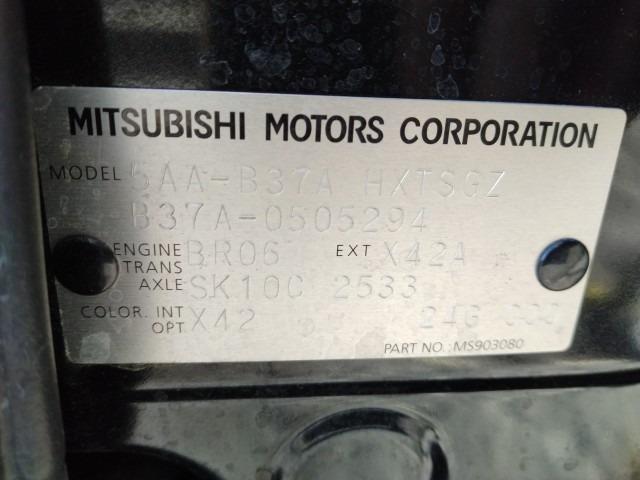 MITSUBISHI MOTORS CORPORATION
MODEL 5AA-B37A HXTSGZ
B37A-0505294
ENGINE BR06 EXT X42A
TRANS
AXLE SK10C 2533
COLOR. INT X42
OPT
PART NO.: MS903080